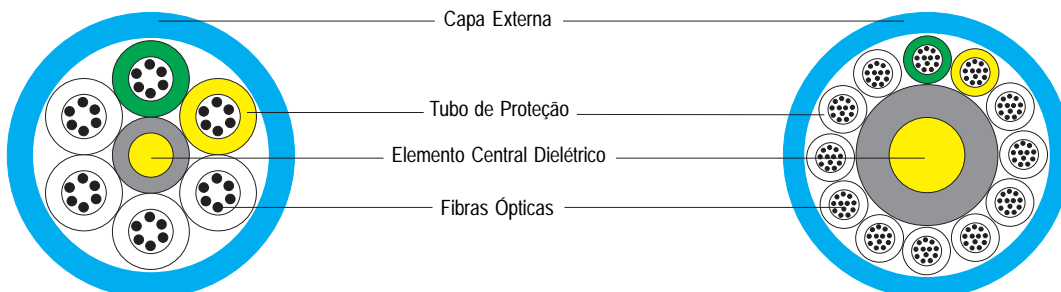 Capa Externa
Tubo de Proteção
Elemento Central Dielétrico
Fibras Ópticas